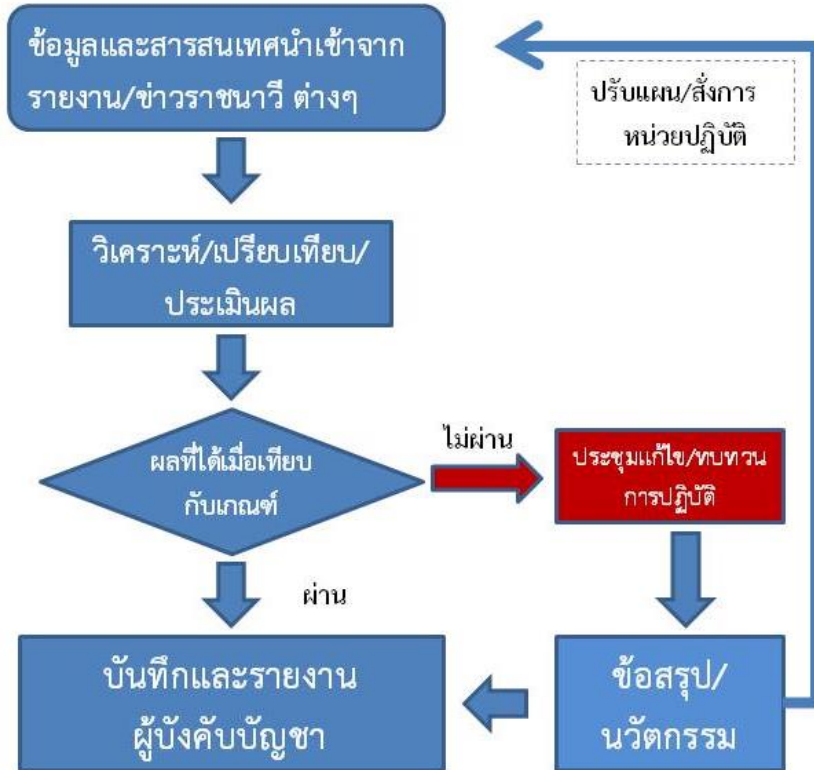 ข้อมูลและสารสนเทศนำเข้าจาก
รายงาน/ข่าวราชนาวี ต่างๆ
ปรับแผน/สั่งการ
หน่วยปฏิบัติ
วิเคราะห์/เปรียบเทียบ/
ประเมินผล
ผลที่ได้เมื่อเทียบ
กับเกณฑ์
ไม่ผ่าน
ประชุมแก้ไข/ทบทวน
การปฏิบัติ
ผ่าน
บันทึกและรายงาน
ผู้บังคับบัญชา
ข้อสรุป/
นวัตกรรม